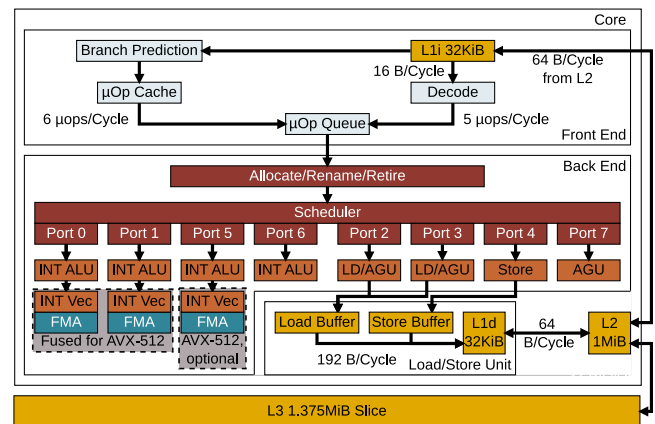 Core
Branch Prediction
L1i 32KiB
64 B/Cycle
from L2
16 B/Cycle
µOp Cache
Decode
6 µops/Cycle
µOp Queue
5 µops/Cycle
Front End
Back End
Allocate/Rename/Retire
Scheduler
Port 0 Port 1 Port 5 Port 6 Port 2 Port 3 Port 4 Port 7
INT ALU INT ALU INT ALU INT ALU LD/AGU LD/AGU Store AGU
INT Vec INT Vec INT Vec
FMA FMA FMA
Fused for AVX-512
AVX-512,
optional
Load Buffer Store Buffer
L1d
32KiB
64
B/Cycle
L2
1MiB
192 B/Cycle
Load/Store Unit
L3 1.375MiB Slice